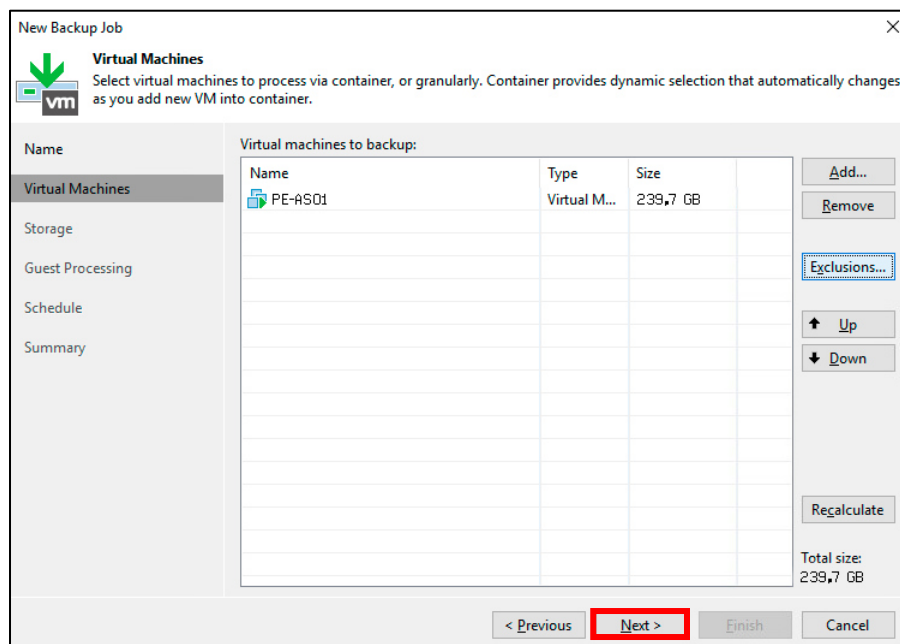 New Backup Job
Virtual Machines
Select virtual machines to process via container, or granularly. Container provides dynamic selection that automatically changes
as you add new VM into container.
vm
Name
Virtual Machines
Storage
Guest Processing
Schedule
Summary
Virtual machines to backup:
Name Type Size
PE-AS01 Virtual M... 239,7 GB
Add...
Remove
Exclusions...
Up
Down
Recalculate
Total size:
239,7 GB
< Previous Next > Finish Cancel